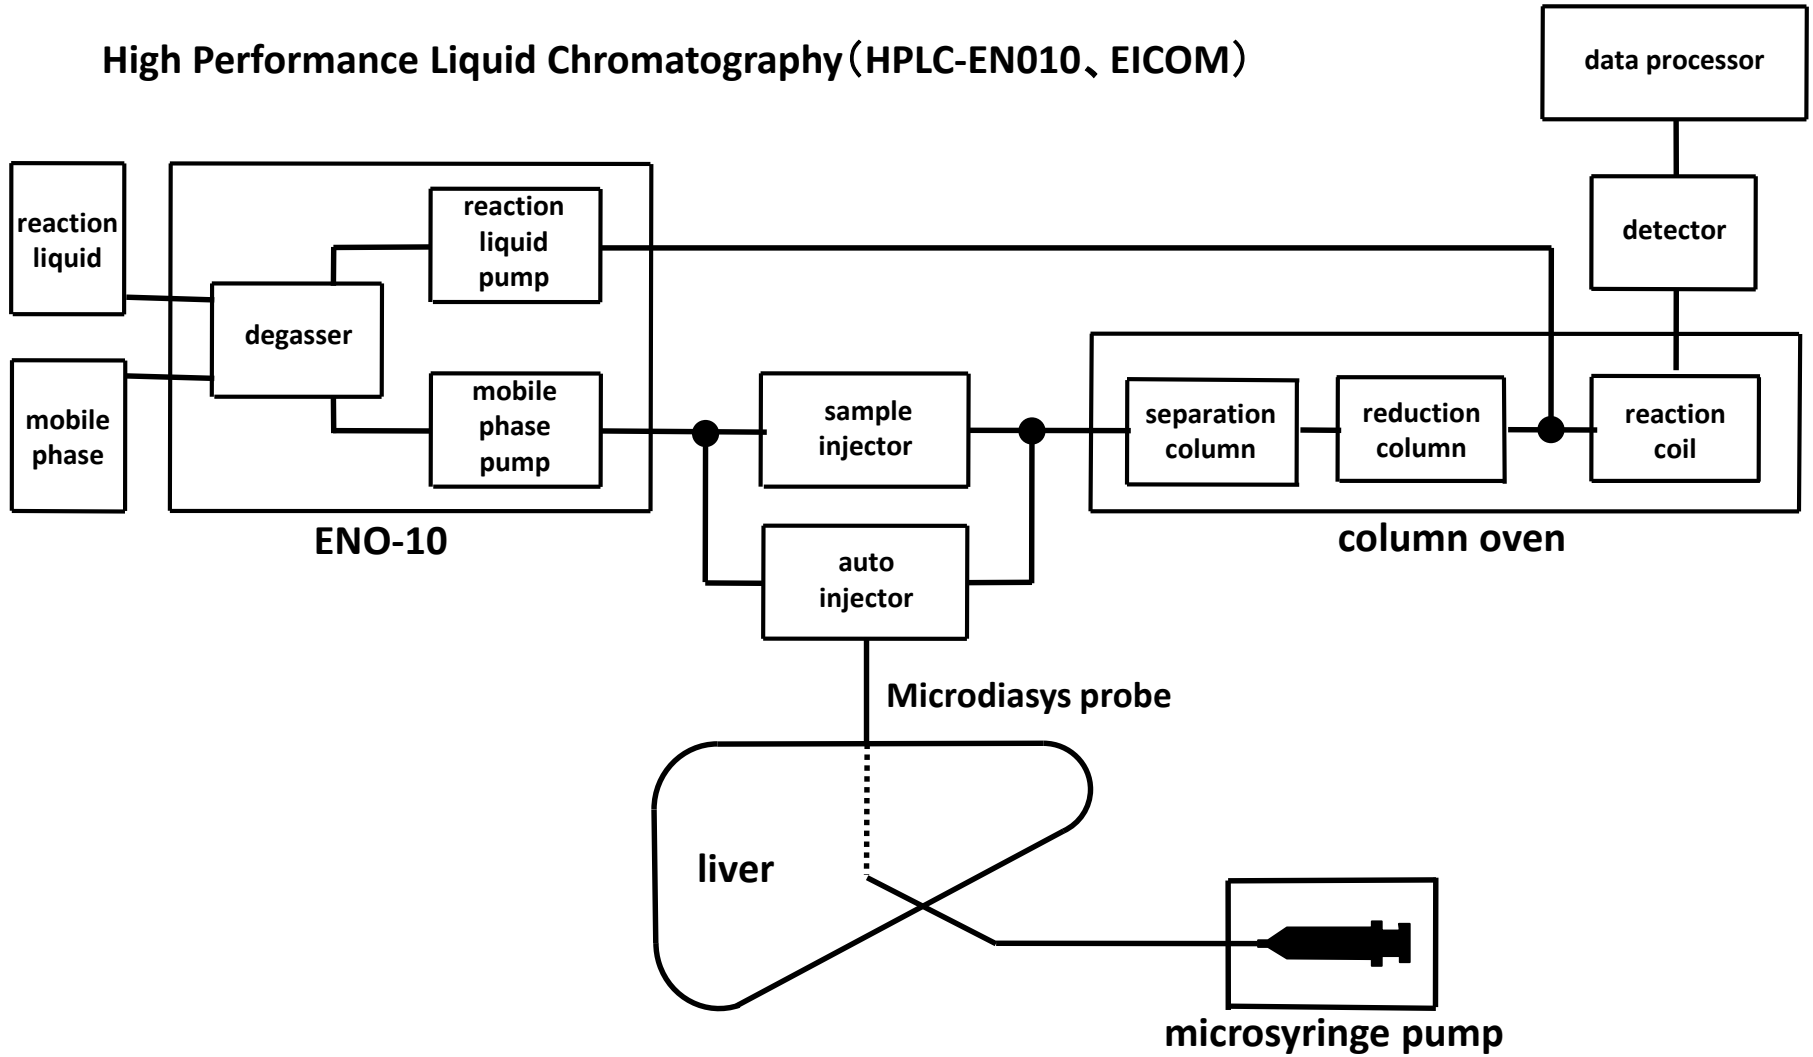 High Performance Liquid Chromatography（HPLC-EN010、EICOM）
data processor
reaction
liquid
reaction
liquid
pump
detector
degasser
mobile
phase
mobile
phase
pump
sample
injector
separation
column
reduction
column
reaction
coil
ENO-10
column oven
auto
injector
Microdiasys probe
liver
microsyringe pump